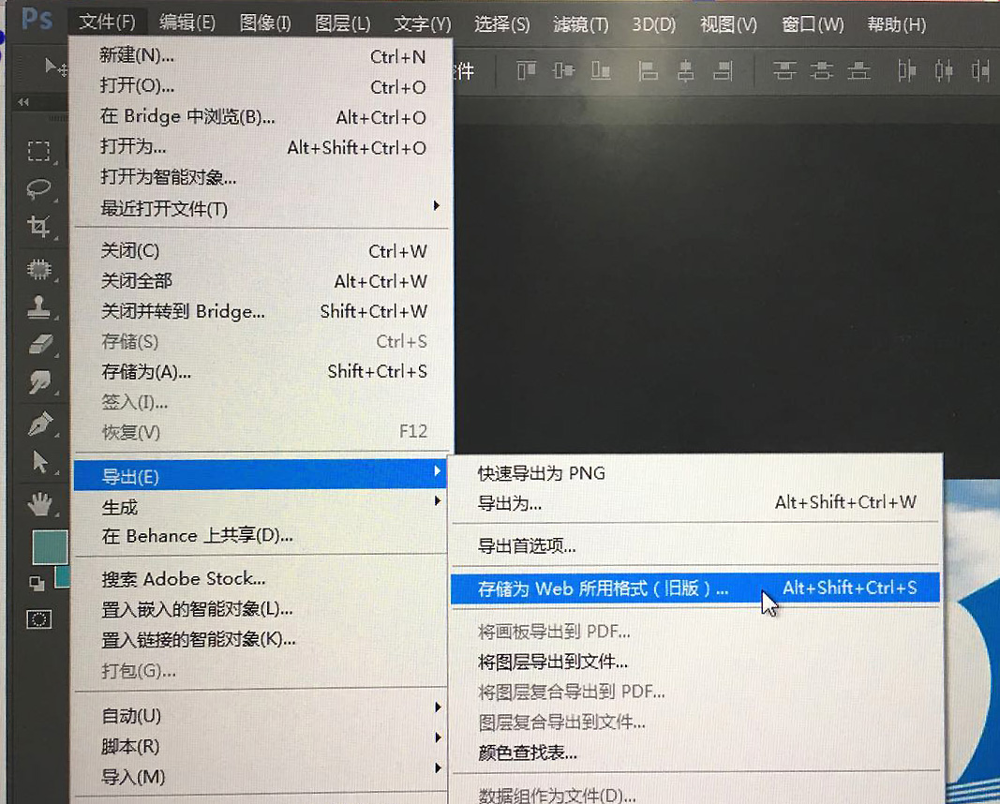 Ps 文件(F) 编辑(E) 图像(I) 图层(L) 文字(Y) 选择(S) 滤镜(T) 3D(D) 视图(V) 窗口(W) 帮助(H)
件
新建(N)... Ctrl+N
打开(O)... Ctrl+O
在 Bridge 中浏览(B)... Alt+Ctrl+O
打开为... Alt+Shift+Ctrl+O
打开为智能对象...
最近打开文件(T)
关闭(C) Ctrl+W
关闭全部 Alt+Ctrl+W
关闭并转到 Bridge... Shift+Ctrl+W
存储(S) Ctrl+S
存储为(A)... Shift+Ctrl+S
签入(I)...
恢复(V) F12
导出(E)
生成
在 Behance 上共享(D)...
搜索 Adobe Stock...
置入嵌入的智能对象(L)...
置入链接的智能对象(K)...
打包(G)...
自动(U)
脚本(R)
导入(M)
快速导出为 PNG
导出为... Alt+Shift+Ctrl+W
导出首选项...
存储为 Web 所用格式（旧版）... Alt+Shift+Ctrl+S
将画板导出到 PDF...
将图层导出到文件...
将图层复合导出到 PDF...
图层复合导出到文件...
颜色查找表...
数据组作为文件(D)...